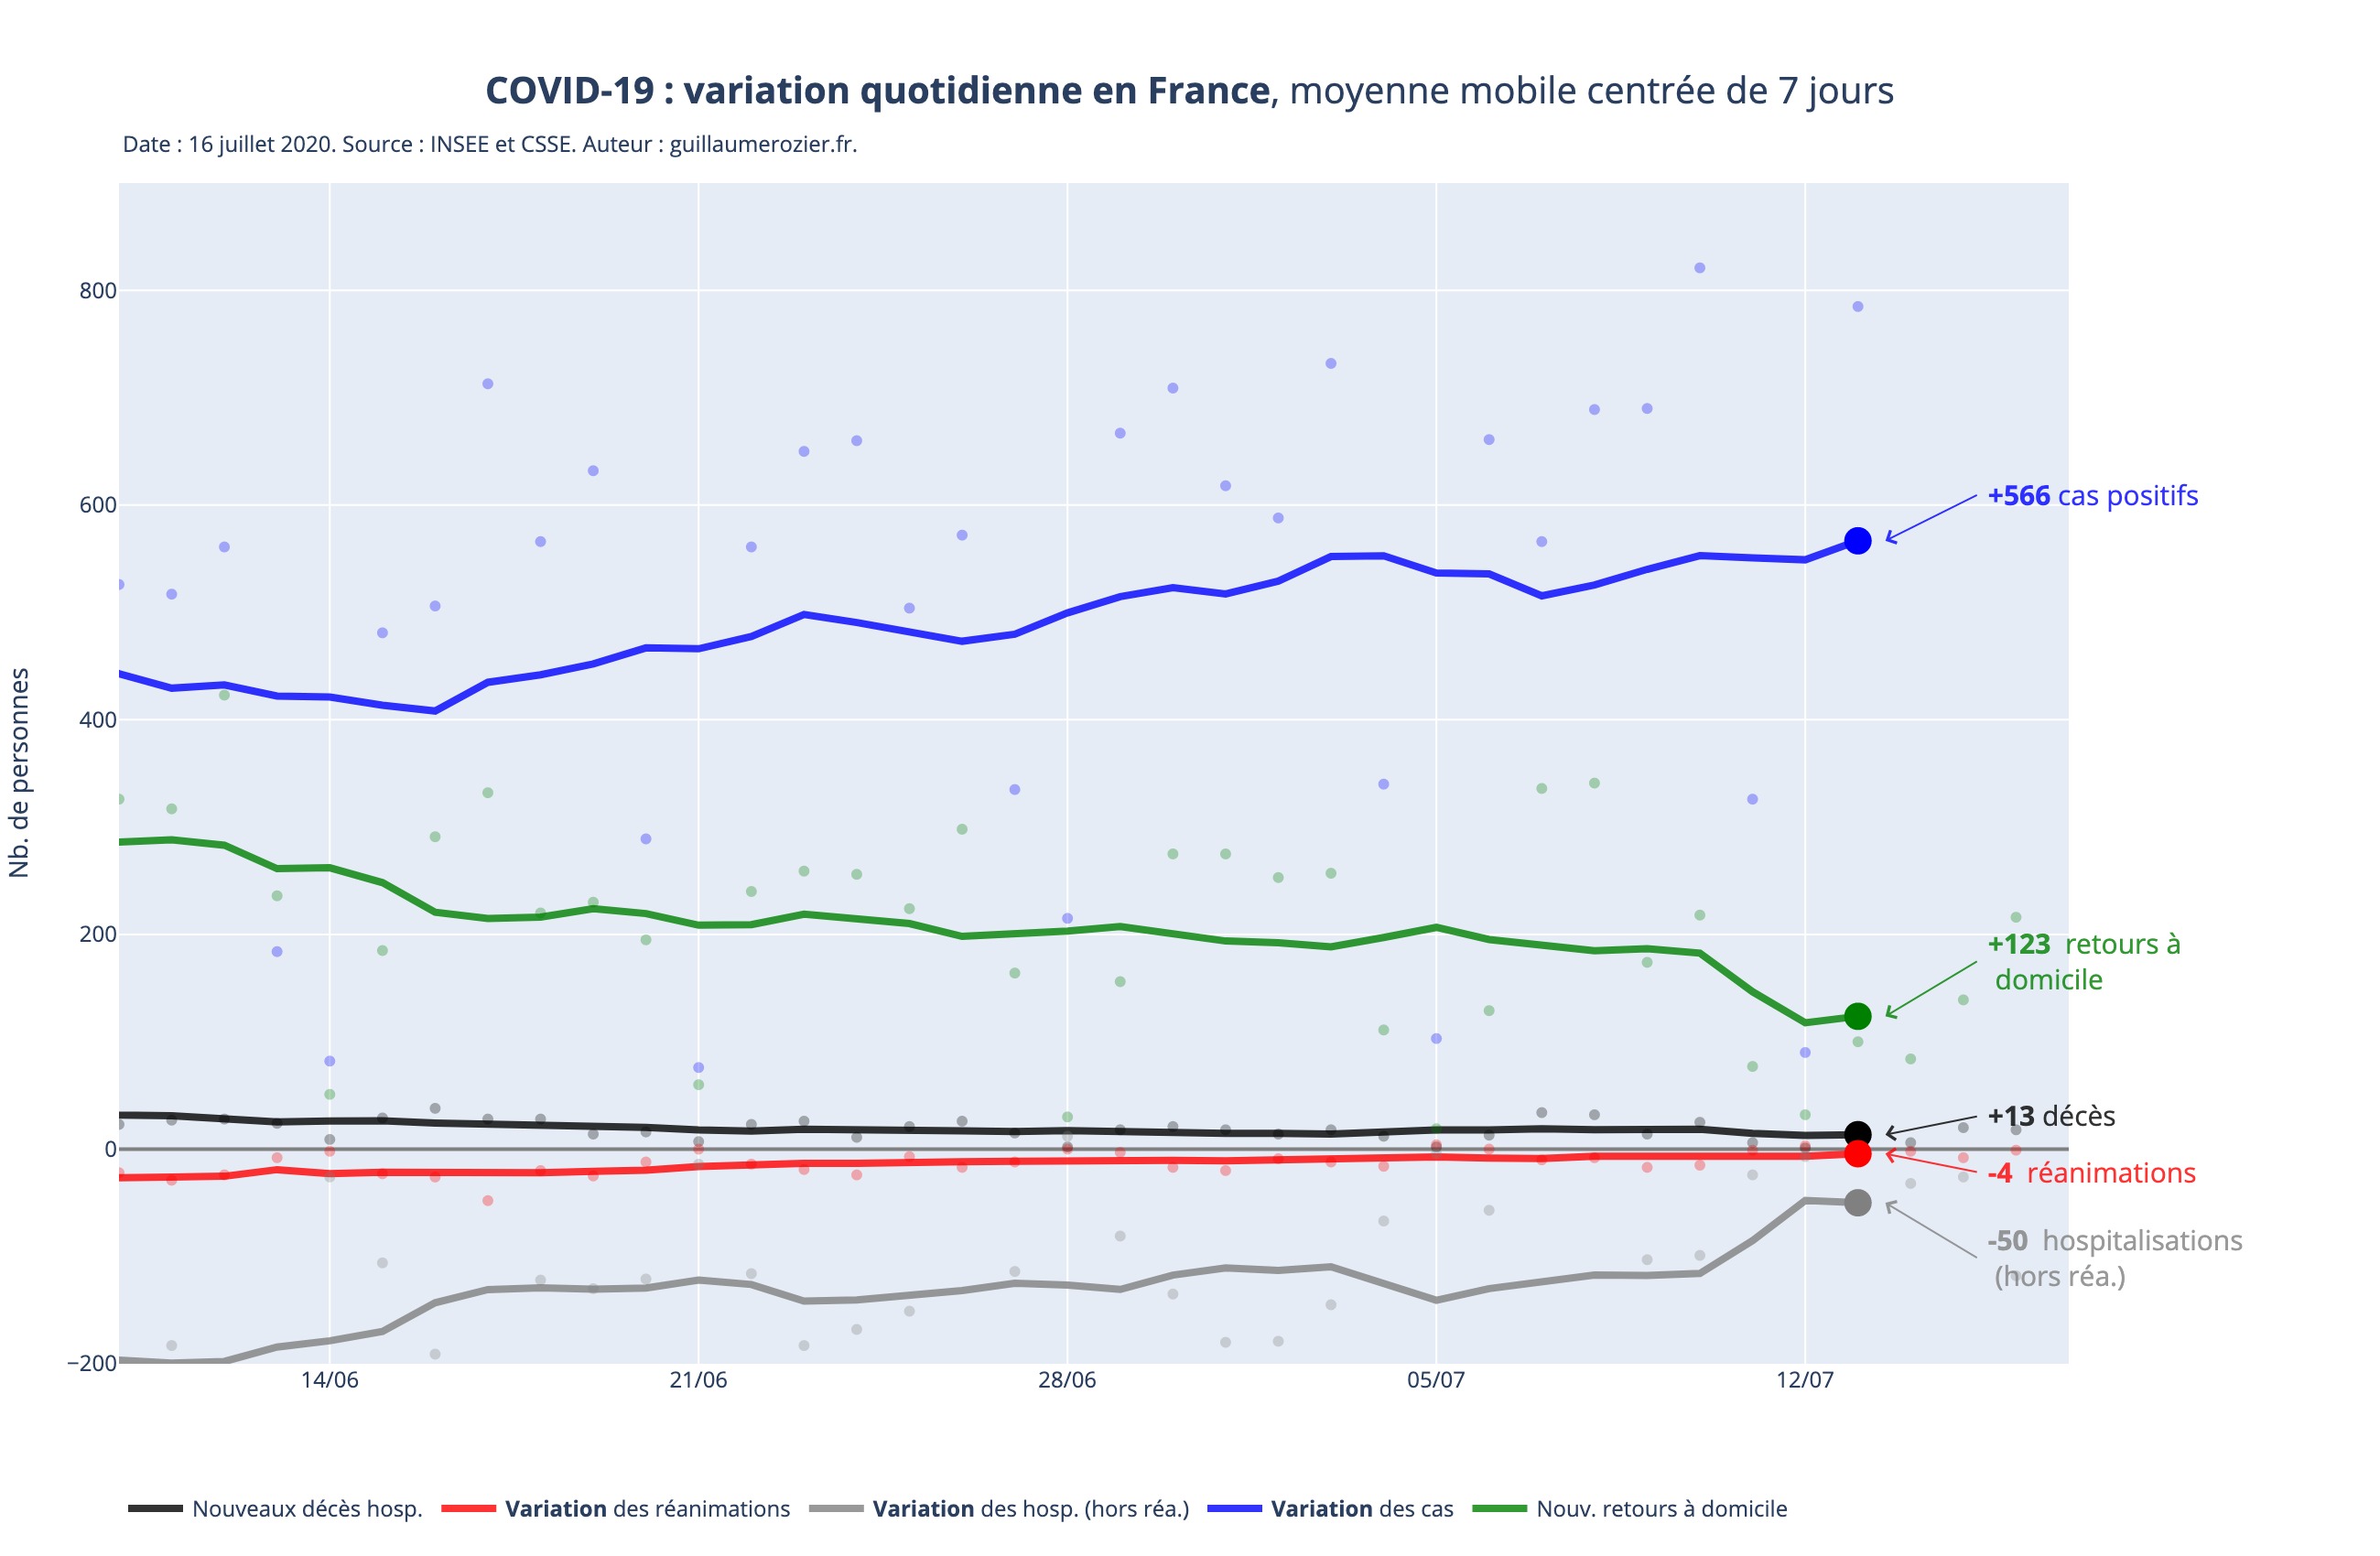 COVID-19 : variation quotidienne en France, moyenne mobile centrée de 7 jours
Date : 16 juillet 2020. Source : INSEE et CSSE. Auteur : guillaumerozier.fr.
Nb. de personnes
800
600
400
200
0
−200
14/06
21/06
28/06
05/07
12/07
+566 cas positifs
+123 retours à
domicile
+13 décès
-4 réanimations
-50 hospitalisations
(hors réa.)
Nouveaux décès hosp.
Variation des réanimations
Variation des hosp. (hors réa.)
Variation des cas
Nouv. retours à domicile